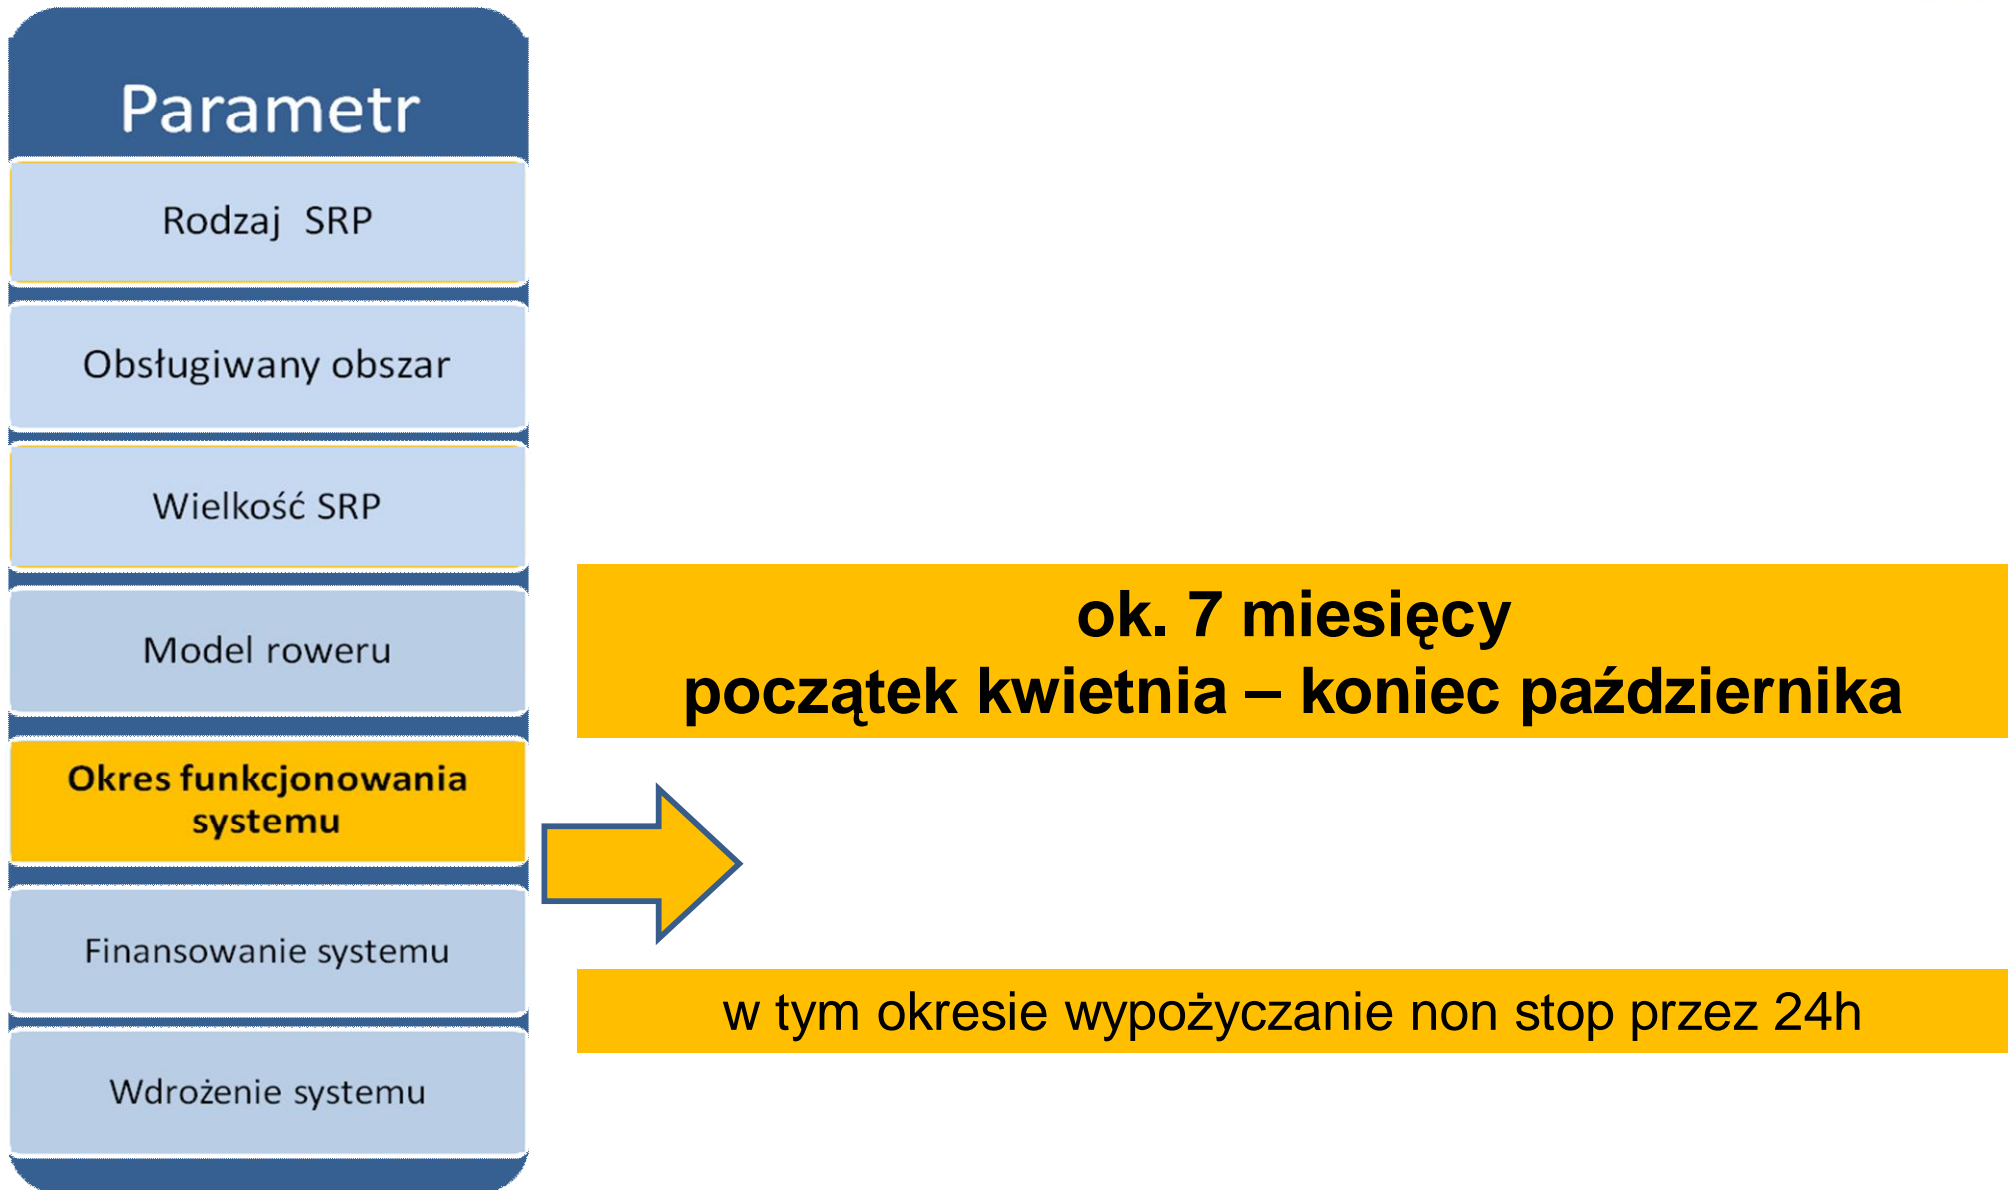 Parametr
Rodzaj SRP
Obsługiwany obszar
Wielkość SRP
Model roweru
Okres funkcjonowania
systemu
Finansowanie systemu
Wdrożenie systemu
ok. 7 miesięcy
początek kwietnia – koniec października
w tym okresie wypożyczanie non stop przez 24h